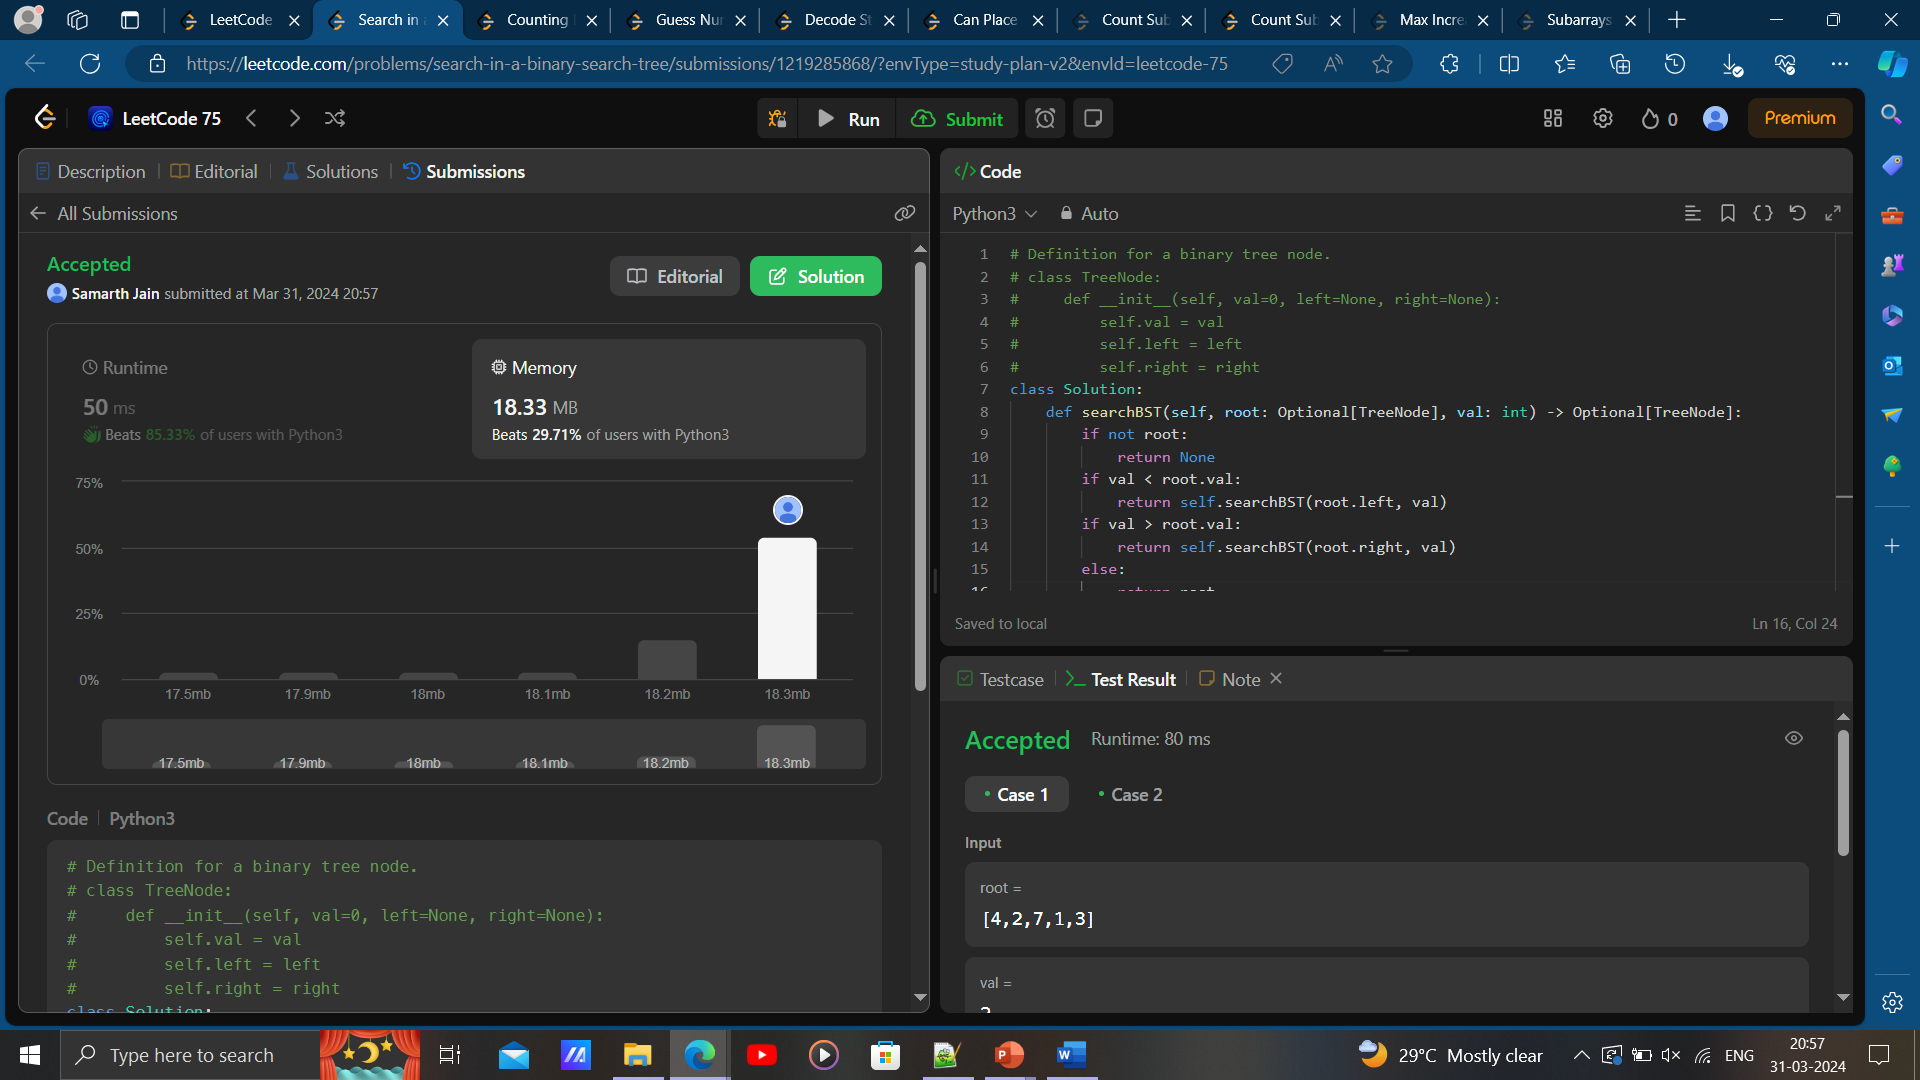 LeetCode
Search in
Counting
Guess Nu
Decode St
Can Place
Count Sub
Count Sub
Max Incre
Subarrays
https://leetcode.com/problems/search-in-a-binary-search-tree/submissions/1219285868/?envType=study-plan-v2&envId=leetcode-75
LeetCode 75
Run
Submit
0
Premium
Description
Editorial
Solutions
Submissions
All Submissions
Accepted
Samarth Jain submitted at Mar 31, 2024 20:57
Editorial
Solution
Runtime
50 ms
Beats 85.33% of users with Python3
Memory
18.33 MB
Beats 29.71% of users with Python3
75%
50%
25%
0%
17.5mb 17.9mb 18mb 18.1mb 18.2mb 18.3mb
17.5mb 17.9mb 18mb 18.1mb 18.2mb 18.3mb
Code Python3
# Definition for a binary tree node.
# class TreeNode:
#     def __init__(self, val=0, left=None, right=None):
#         self.val = val
#         self.left = left
#         self.right = right
class Solution:
Code
Python3
Auto
1 # Definition for a binary tree node.
2 # class TreeNode:
3 #     def __init__(self, val=0, left=None, right=None):
4 #         self.val = val
5 #         self.left = left
6 #         self.right = right
7 class Solution:
8     def searchBST(self, root: Optional[TreeNode], val: int) -> Optional[TreeNode]:
9         if not root:
10             return None
11         if val < root.val:
12             return self.searchBST(root.left, val)
13         if val > root.val:
14             return self.searchBST(root.right, val)
15         else:
16             return root
Saved to local
Ln 16, Col 24
Testcase
Test Result
Note
Accepted Runtime: 80 ms
Case 1
Case 2
Input
root =
[4,2,7,1,3]
val =
2
Type here to search
29°C Mostly clear
ENG
20:57
31-03-2024